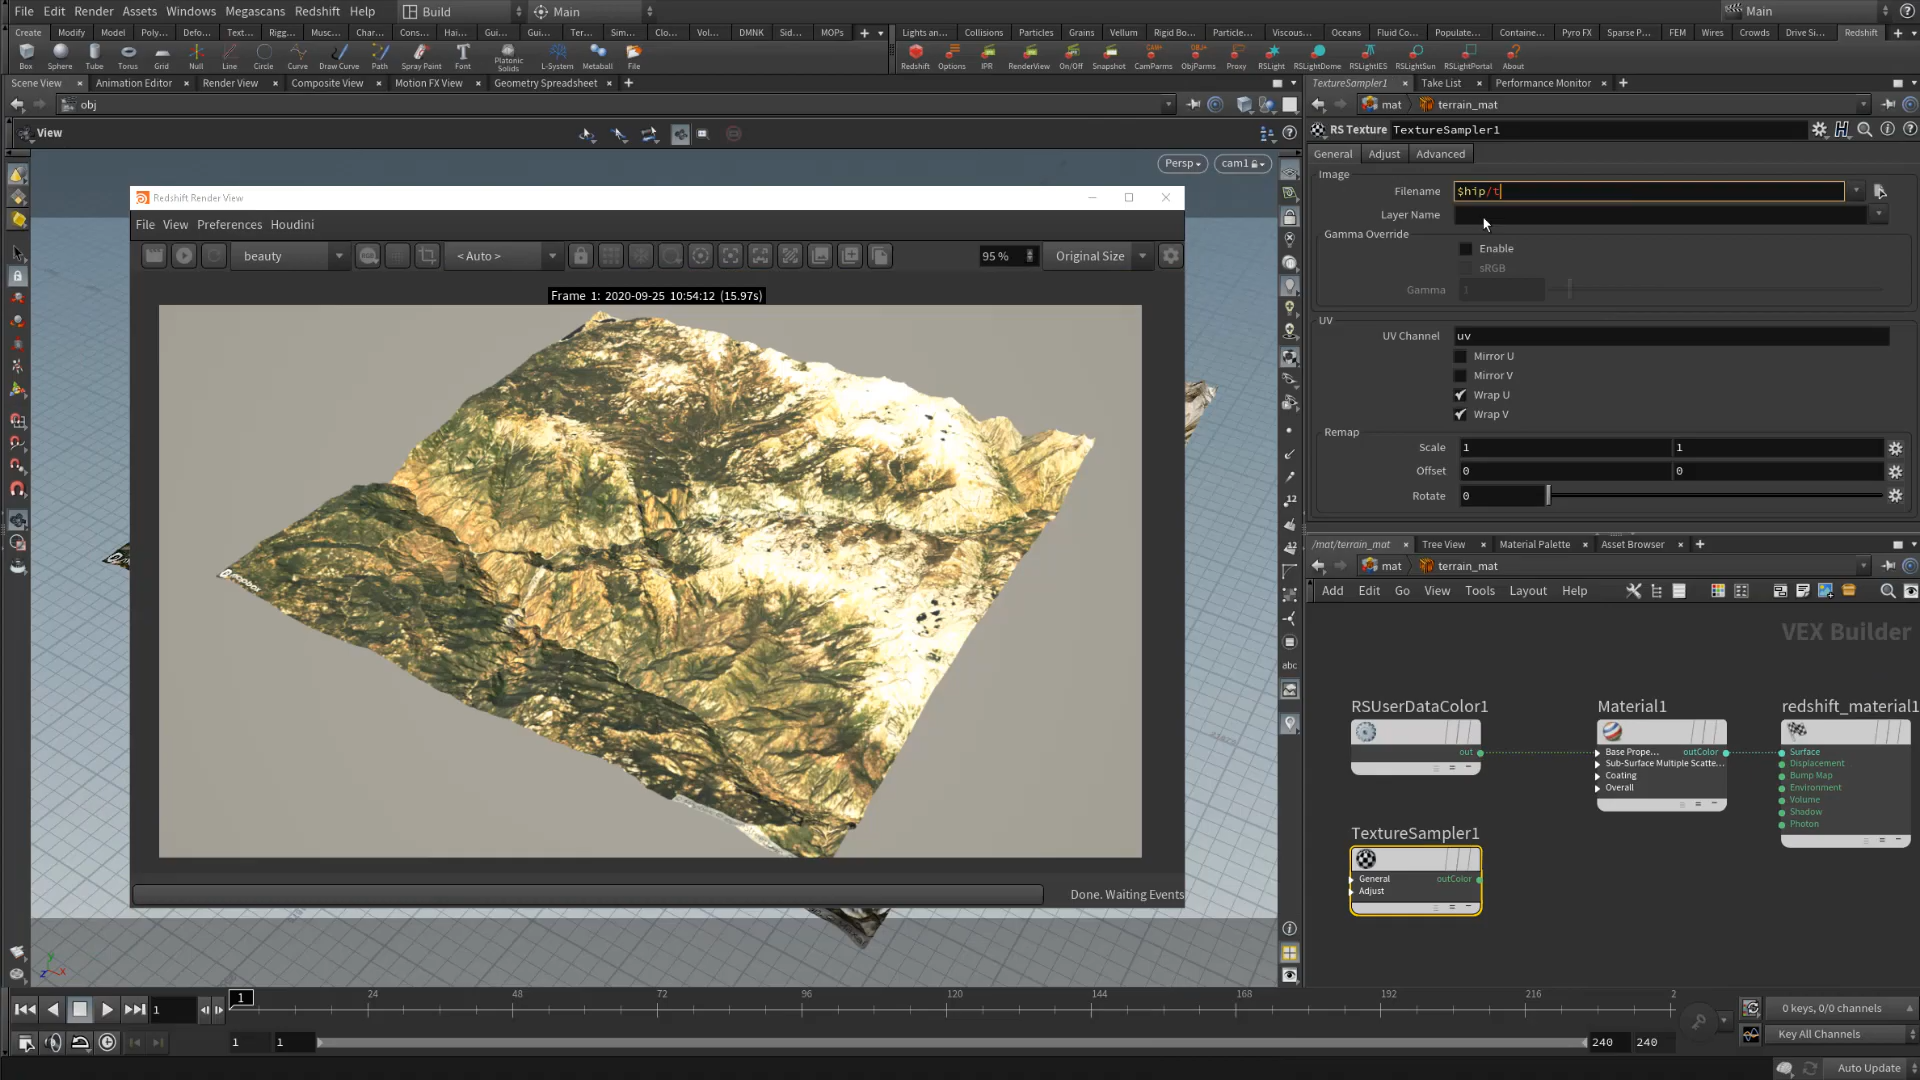 File Edit Render Assets Windows Megascans Redshift Help Build Main Main
Create Modify Model Poly... Defo... Text... Rigg... Musc... Char... Cons... Hai... Gui... Gui... Ter... Sim... Clo... Vol... DMNK Sid... MOPs
Lights an... Collisions Particles Grains Vellum Rigid Bo... Particle... Viscous... Oceans Fluid Co... Populate... Containe... Pyro FX Sparse P... FEM Wires Crowds Drive Si... Redshift
Box Sphere Tube Torus Grid Null Line Circle Curve Draw Curve Path Spray Paint Font Platonic Solids L-System Metaball File
Redshift Options IPR RenderView On/Off Snapshot CamParms ObjParms Proxy RSLight RSLightDome RSLightIES RSLightSun RSLightPortal About
Scene View Animation Editor Render View Composite View Motion FX View Geometry Spreadsheet
obj
View
Persp cam1
Redshift Render View
File View Preferences Houdini
beauty < Auto > 95 % Original Size
Frame 1: 2020-09-25 10:54:12 (15.97s)
Done. Waiting Events
TextureSampler1 Take List Performance Monitor
mat terrain_mat
RS Texture TextureSampler1
General Adjust Advanced
Image
Filename $hip/t
Layer Name
Gamma Override
Enable
sRGB
Gamma 1
UV
UV Channel uv
Mirror U
Mirror V
Wrap U
Wrap V
Remap
Scale 1 1
Offset 0 0
Rotate 0
/mat/terrain_mat Tree View Material Palette Asset Browser
mat terrain_mat
Add Edit Go View Tools Layout Help
VEX Builder
RSUserDataColor1
out
Material1
Base Prope... outColor
Sub-Surface Multiple Scatte...
Coating
Overall
redshift_material1
Surface
Displacement
Bump Map
Environment
Volume
Shadow
Photon
TextureSampler1
General outColor
Adjust
abc
z y x
1 1 24 48 72 96 120 144 168 192 216 2
0 keys, 0/0 channels
1 1 240 240
Key All Channels
Auto Update